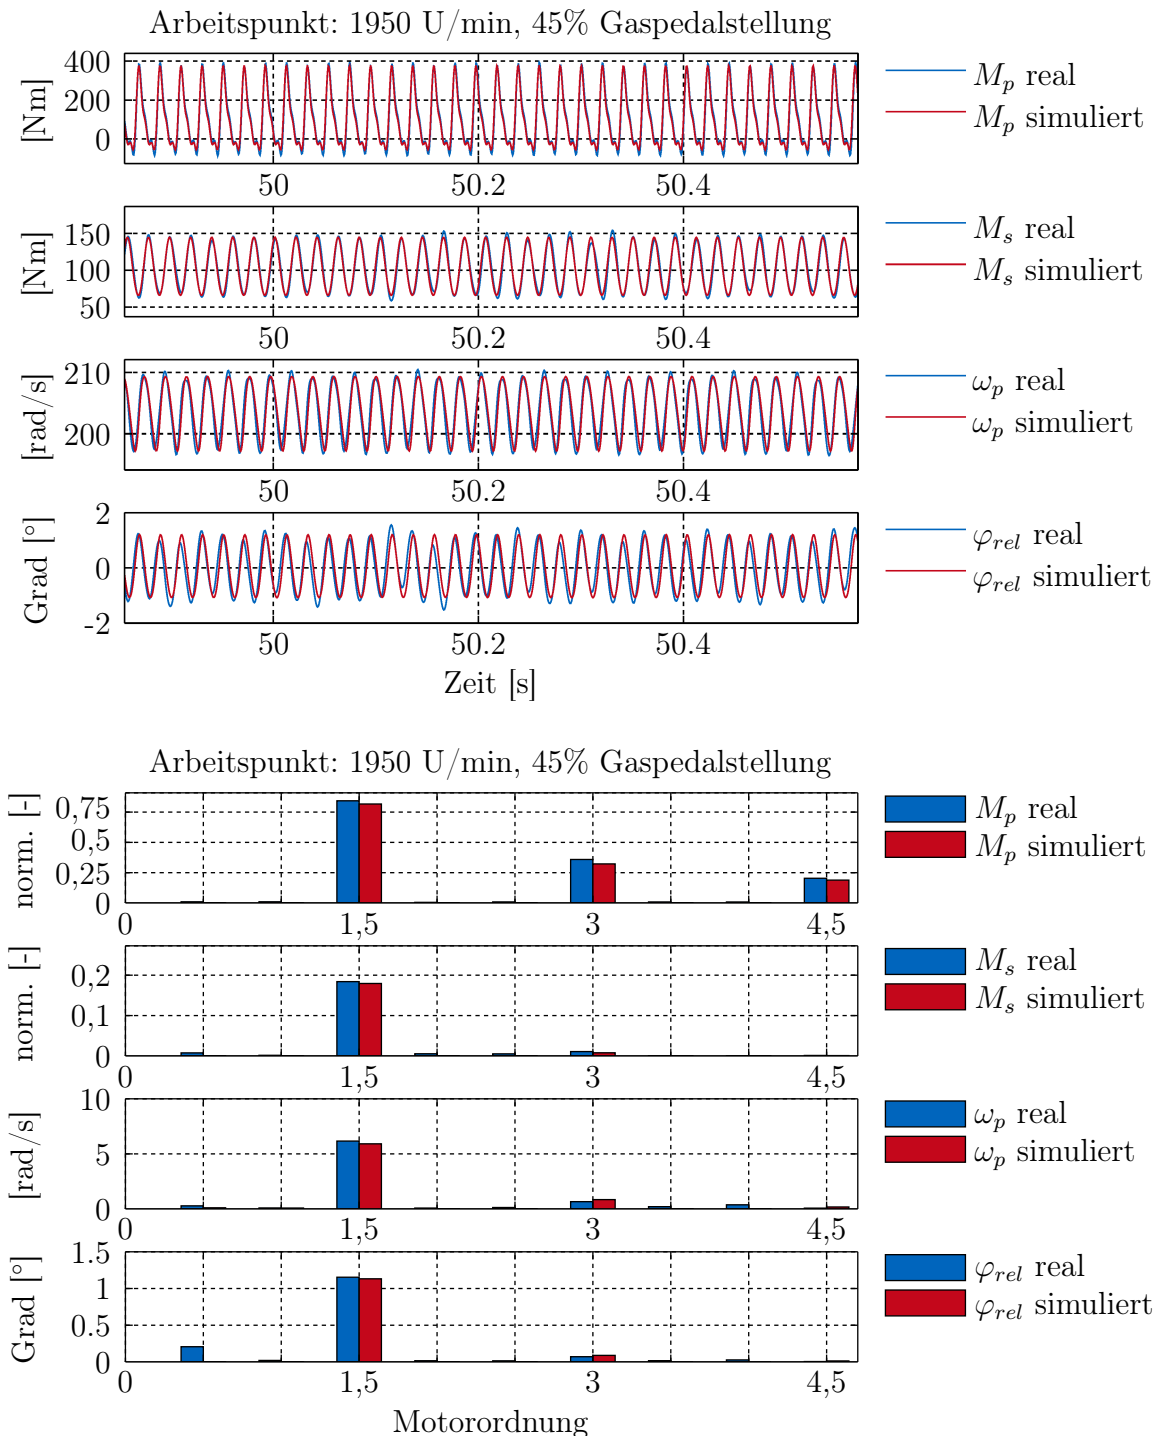 Arbeitspunkt: 1950 U/min, 45% Gaspedalstellung
[Nm]
400
200
0
50
50.2
50.4
M_p real
M_p simuliert
[Nm]
150
100
50
50
50.2
50.4
M_s real
M_s simuliert
[rad/s]
210
200
50
50.2
50.4
ω_p real
ω_p simuliert
Grad [°]
2
0
-2
50
50.2
50.4
φ_rel real
φ_rel simuliert
Zeit [s]
Arbeitspunkt: 1950 U/min, 45% Gaspedalstellung
norm. [-]
0,75
0,5
0,25
0
0
1,5
3
4,5
M_p real
M_p simuliert
norm. [-]
0,2
0,1
0
0
1,5
3
4,5
M_s real
M_s simuliert
[rad/s]
10
5
0
0
1,5
3
4,5
ω_p real
ω_p simuliert
Grad [°]
1.5
1
0.5
0
0
1,5
3
4,5
φ_rel real
φ_rel simuliert
Motorordnung